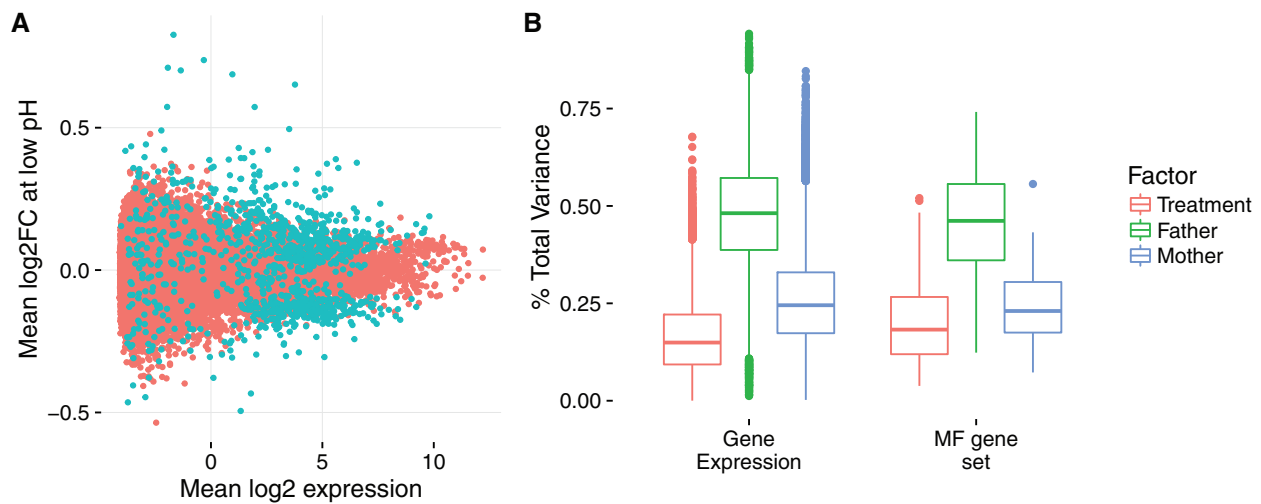 A
Mean log2FC at low pH
0.5
0.0
−0.5
0
5
10
Mean log2 expression
B
% Total Variance
0.75
0.50
0.25
0.00
Gene
Expression
MF gene
set
Factor
Treatment
Father
Mother